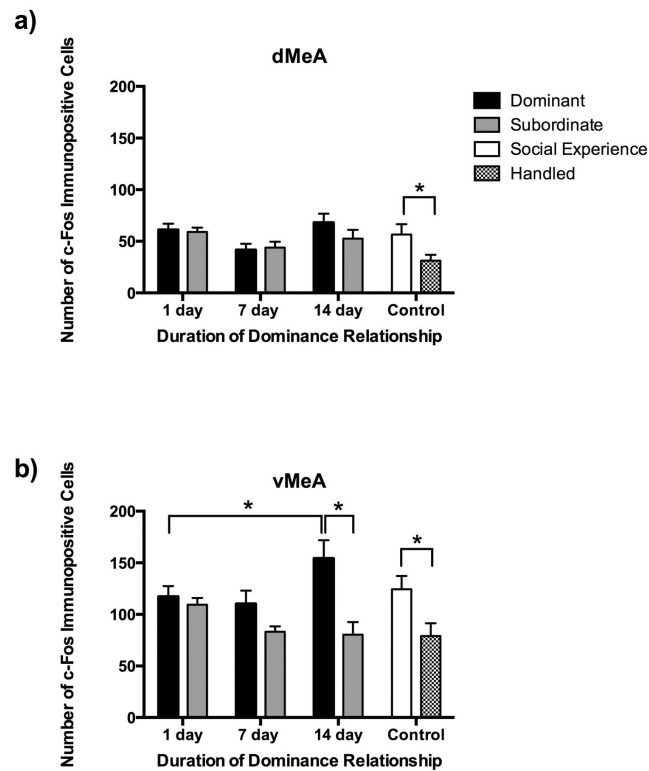 a)
dMeA
Number of c-Fos Immunopositive Cells
200
150
100
50
0
*
1 day 7 day 14 day Control
Duration of Dominance Relationship
Dominant
Subordinate
Social Experience
Handled
b)
vMeA
Number of c-Fos Immunopositive Cells
200
150
100
50
0
* * *
1 day 7 day 14 day Control
Duration of Dominance Relationship